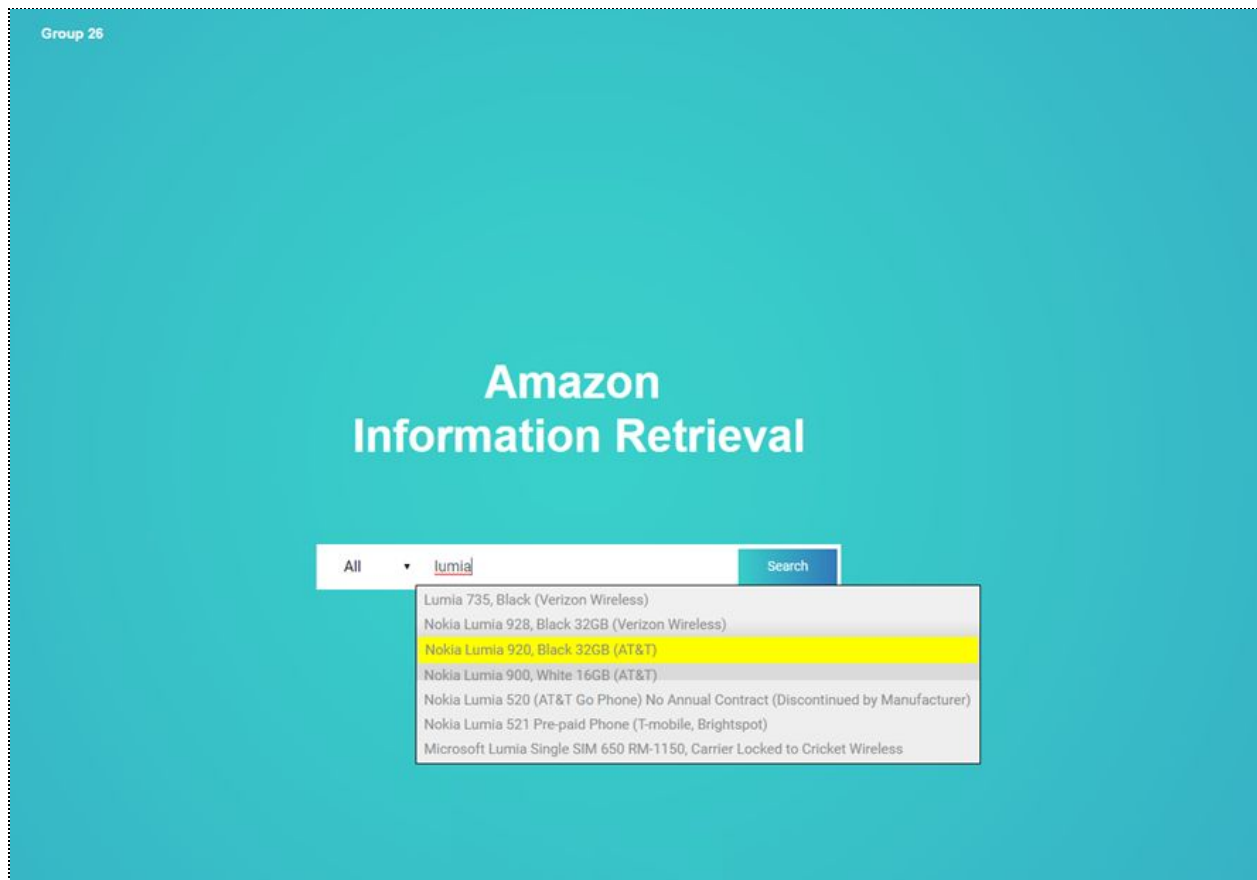 Group 26
Amazon
Information Retrieval
All lumia Search
Lumia 735, Black (Verizon Wireless)
Nokia Lumia 928, Black 32GB (Verizon Wireless)
Nokia Lumia 920, Black 32GB (AT&T)
Nokia Lumia 900, White 16GB (AT&T)
Nokia Lumia 520 (AT&T Go Phone) No Annual Contract (Discontinued by Manufacturer)
Nokia Lumia 521 Pre-paid Phone (T-mobile, Brightspot)
Microsoft Lumia Single SIM 650 RM-1150, Carrier Locked to Cricket Wireless